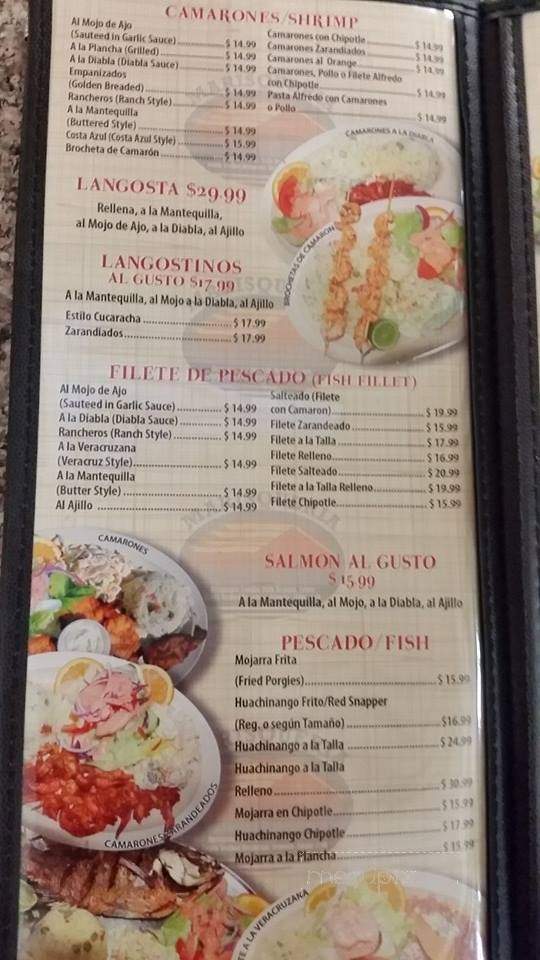 CAMARONES/SHRIMP
Al Mojo de Ajo
(Sauteed in Garlic Sauce) $ 14.99
A la Plancha (Grilled) $ 14.99
A la Diabla (Diabla Sauce) $ 14.99
Empanizados
(Golden Breaded) $ 14.99
Rancheros (Ranch Style) $ 14.99
A la Mantequilla
(Buttered Style) $ 14.99
Costa Azul (Costa Azul Style) $ 15.99
Brocheta de Camarón $ 14.99
Camarones con Chipotle $ 14.99
Camarones Zarandiados $ 14.99
Camarones al Orange $ 14.99
Camarones, Pollo o Filete Alfredo
con Chipotle $ 14.99
Pasta Alfredo con Camarones
o Pollo $ 14.99
CAMARONES A LA DIABLA
LANGOSTA $29.99
Rellena, a la Mantequilla,
al Mojo de Ajo, a la Diabla, al Ajillo
BROCHETAS DE CAMARON
LANGOSTINOS
AL GUSTO $17.99
A la Mantequilla, al Mojo a la Diabla, al Ajillo
Estilo Cucaracha $ 17.99
Zarandiados $ 17.99
FILETE DE PESCADO (FISH FILLET)
Al Mojo de Ajo
(Sauteed in Garlic Sauce) $ 14.99
A la Diabla (Diabla Sauce) $ 14.99
Rancheros (Ranch Style) $ 14.99
A la Veracruzana
(Veracruz Style) $ 14.99
A la Mantequilla
(Butter Style) $ 14.99
Al Ajillo $ 14.99
Salteado (Filete
con Camaron) $ 19.99
Filete Zarandeado $ 15.99
Filete a la Talla $ 17.99
Filete Relleno $ 16.99
Filete Salteado $ 20.99
Filete a la Talla Relleno $ 19.99
Filete Chipotle $ 15.99
CAMARONES
SALMON AL GUSTO
$ 15.99
A la Mantequilla, al Mojo, a la Diabla, al Ajillo
PESCADO/FISH
Mojarra Frita
(Fried Porgies) $ 15.99
Huachinango Frito/Red Snapper
(Reg. o según Tamaño) $16.99
Huachinango a la Talla $ 24.99
Huachinango a la Talla
Relleno $ 30.99
Mojarra en Chipotle $ 15.99
Huachinango Chipotle $ 17.99
Mojarra a la Plancha $ 15.99
CAMARONES ZARANDEADOS
A LA VERACRUZANA
menupix